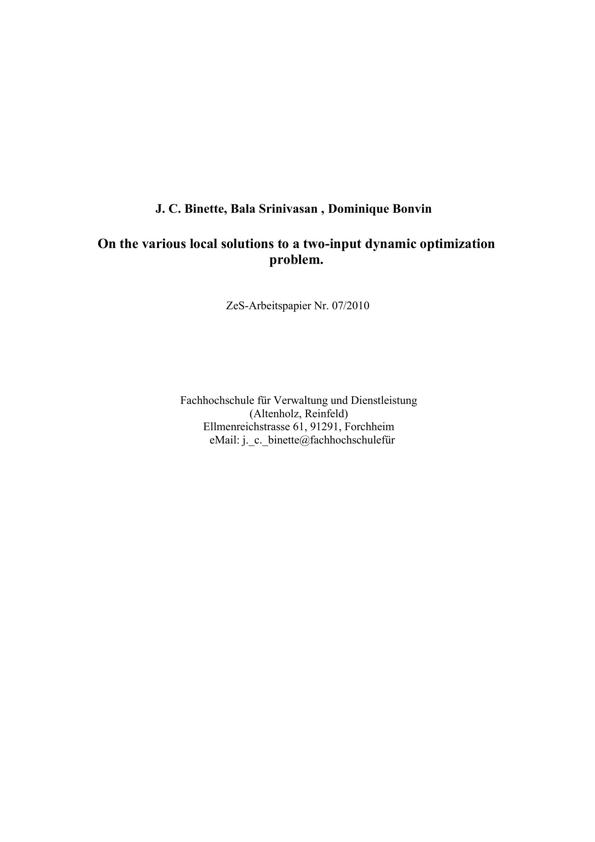 J. C. Binette, Bala Srinivasan , Dominique Bonvin
On the various local solutions to a two-input dynamic optimization
problem.
ZeS-Arbeitspapier Nr. 07/2010
Fachhochschule für Verwaltung und Dienstleistung
(Altenholz, Reinfeld)
Ellmenreichstrasse 61, 91291, Forchheim
eMail: j._c._binette@fachhochschulefür